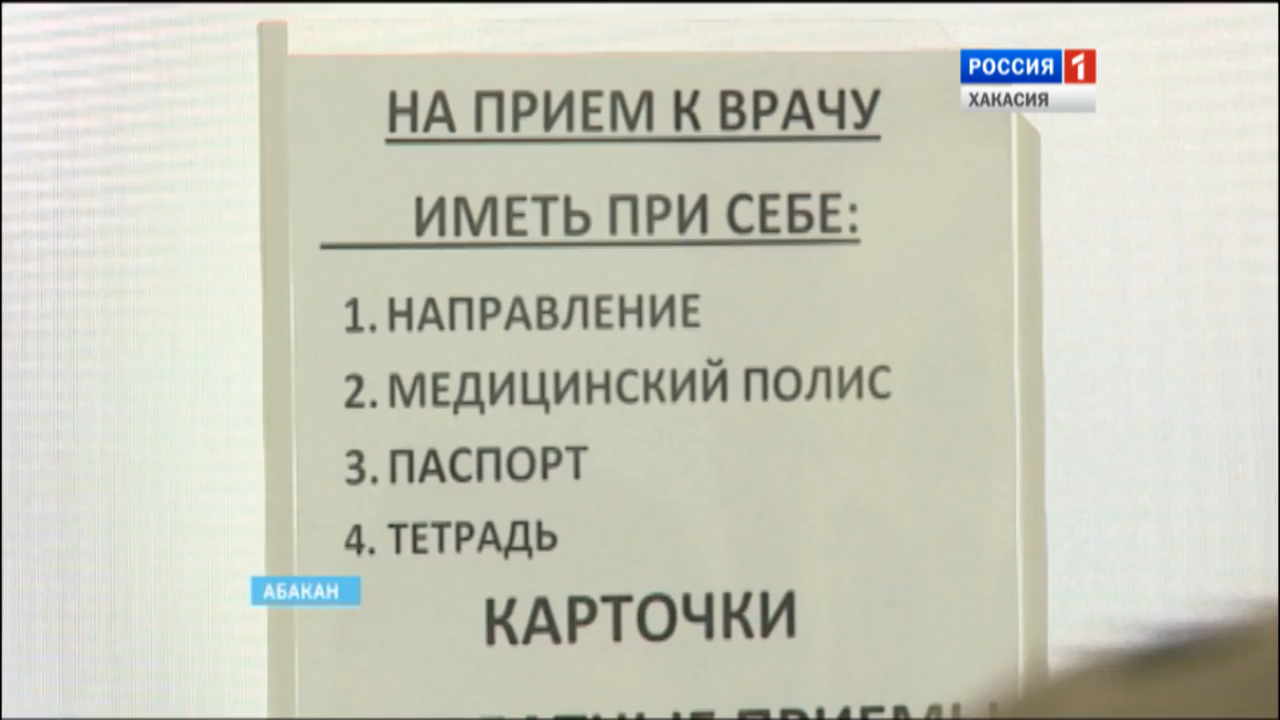 РОССИЯ 1
ХАКАСИЯ
НА ПРИЕМ К ВРАЧУ
ИМЕТЬ ПРИ СЕБЕ:
1. НАПРАВЛЕНИЕ
2. МЕДИЦИНСКИЙ ПОЛИС
3. ПАСПОРТ
4. ТЕТРАДЬ
АБАКАН
КАРТОЧКИ